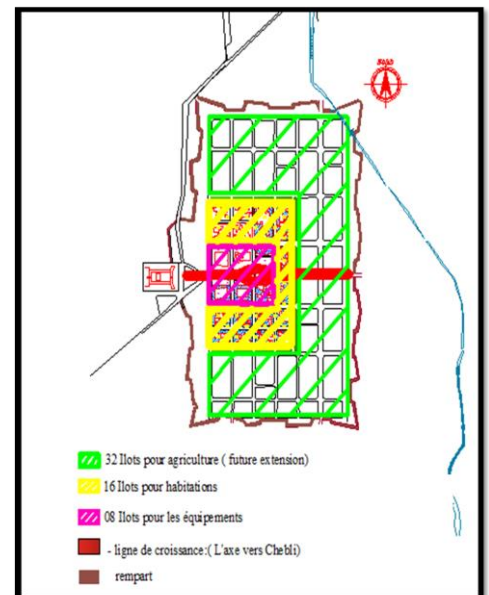 32 Ilots pour agriculture ( future extension)
16 Ilots pour habitations
08 Ilots pour les équipements
- ligne de croissance:( L'axe vers Chebli)
rempart